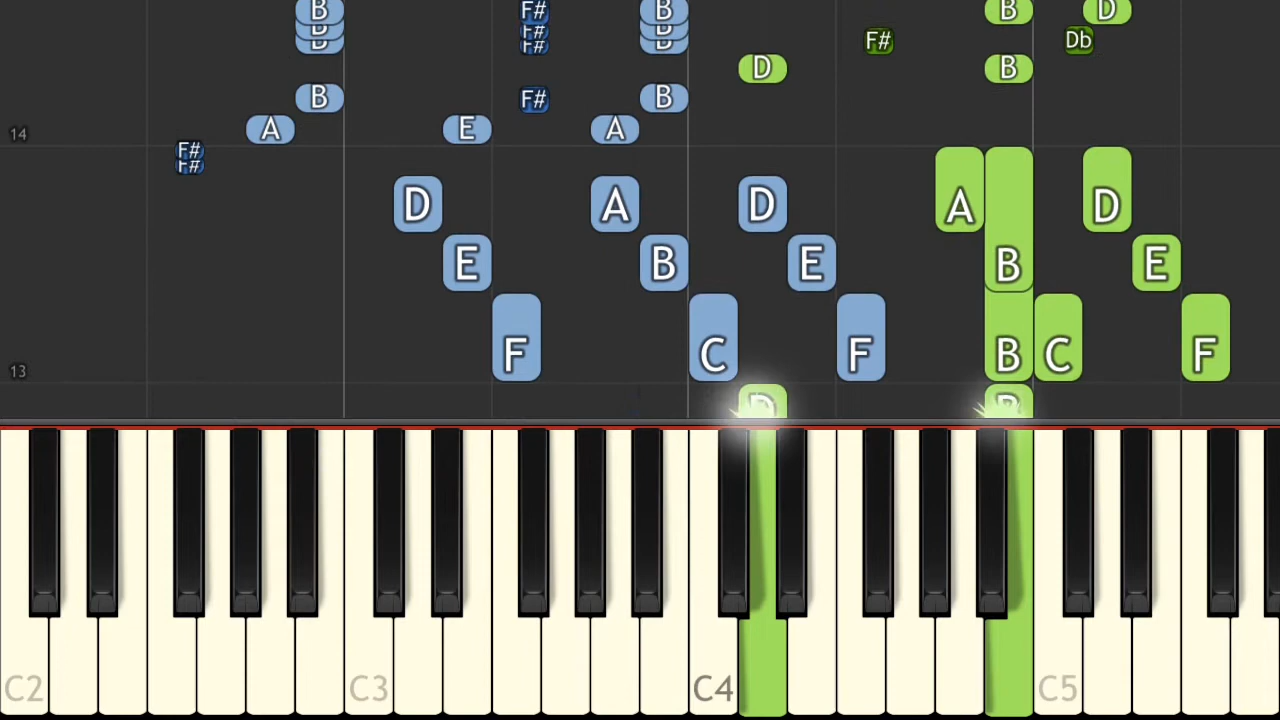 B F# B B D
B F# B D F# Db
B F# B
D B
B F# B
A E A
14
F#
F#
D A D A D
E B E B E
F C F B C F
13
D
C2 C3 C4 C5